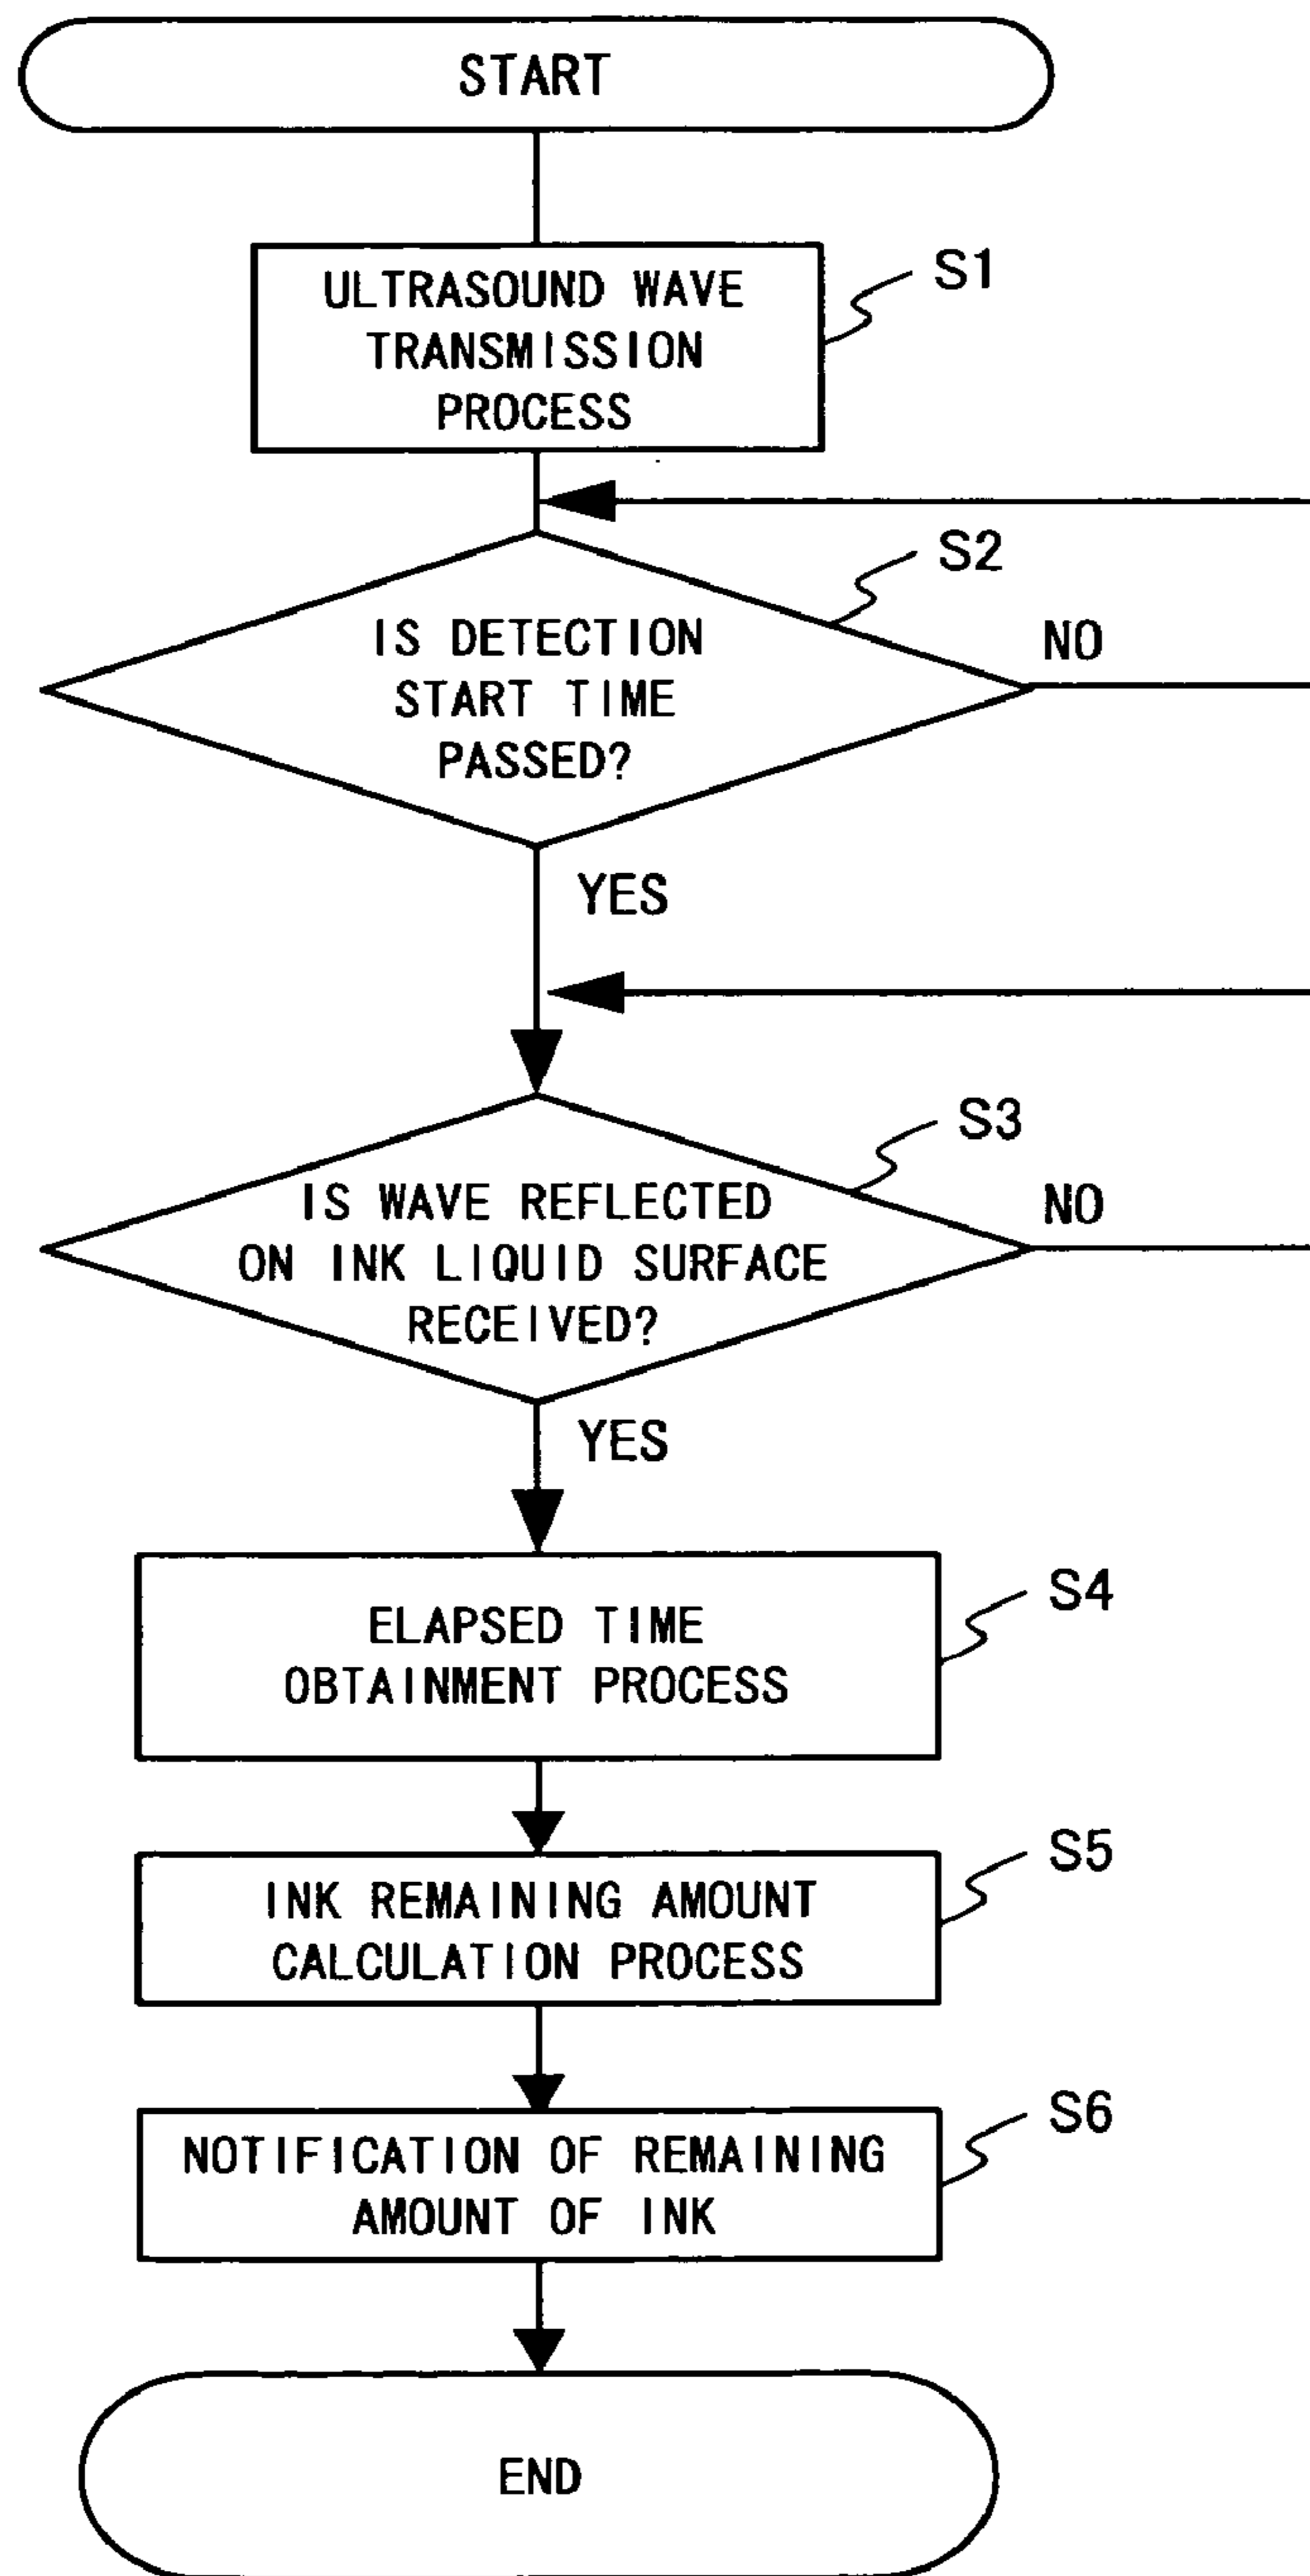 START
ULTRASOUND WAVE
TRANSMISSION
PROCESS
S1
S2
IS DETECTION
START TIME
PASSED?
NO
YES
S3
IS WAVE REFLECTED
ON INK LIQUID SURFACE
RECEIVED?
NO
YES
S4
ELAPSED TIME
OBTAINMENT PROCESS
S5
INK REMAINING AMOUNT
CALCULATION PROCESS
S6
NOTIFICATION OF REMAINING
AMOUNT OF INK
END